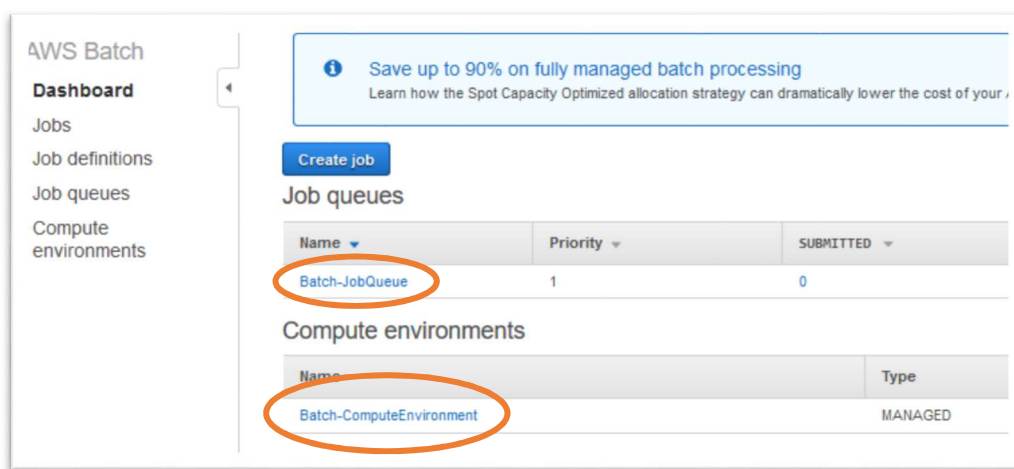 AWS Batch
Dashboard
Jobs
Job definitions
Job queues
Compute
environments
Save up to 90% on fully managed batch processing
Learn how the Spot Capacity Optimized allocation strategy can dramatically lower the cost of your
Create job
Job queues
Name Priority SUBMITTED
Batch-JobQueue 1 0
Compute environments
Name Type
Batch-ComputeEnvironment MANAGED